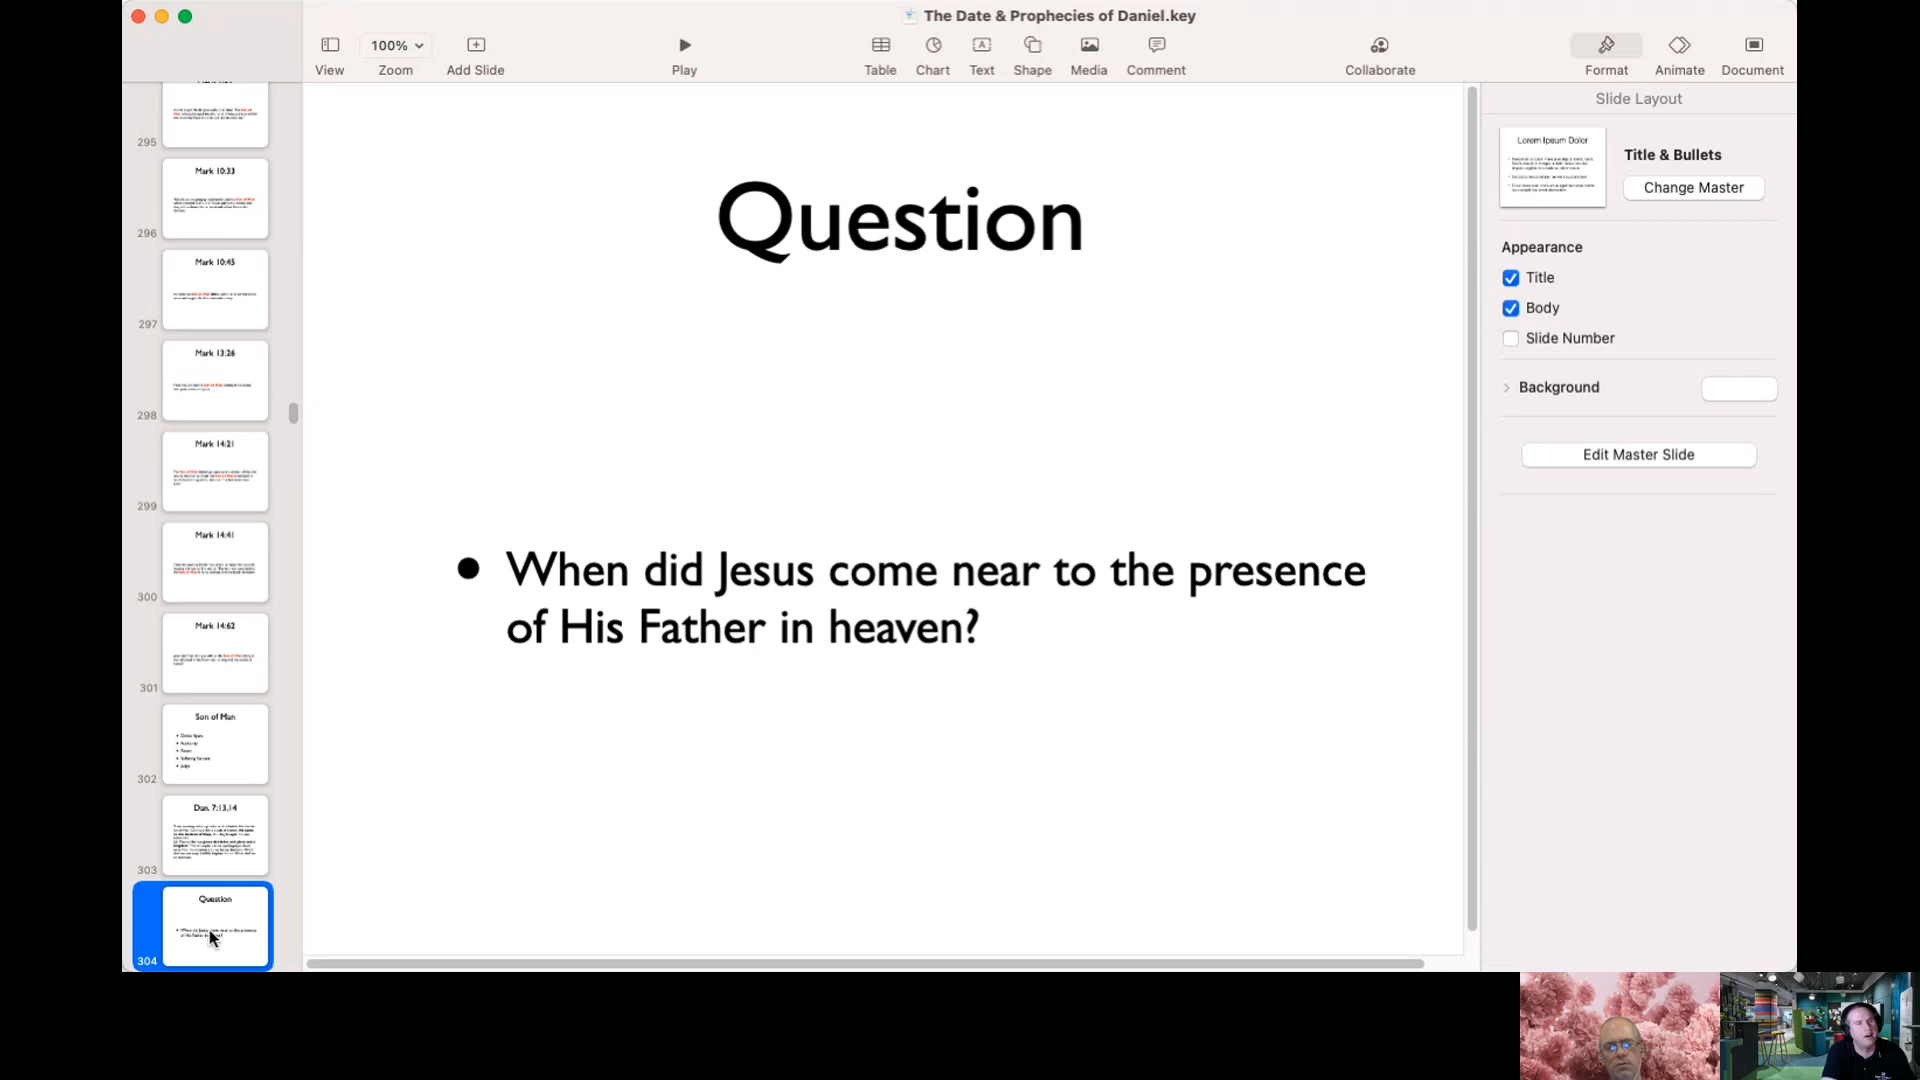 The Date & Prophecies of Daniel.key
100%
View
Zoom
Add Slide
Play
Table
Chart
Text
Shape
Media
Comment
Collaborate
Format
Animate
Document
295
Mark 10:33
296
Mark 10:45
297
Mark 13:26
298
Mark 14:21
299
Mark 14:41
300
Mark 14:62
301
Son of Man
302
Dan. 7:13,14
303
Question
304
Question
• When did Jesus come near to the presence
of His Father in heaven?
Slide Layout
Lorem Ipsum Dolor
Title & Bullets
Change Master
Appearance
Title
Body
Slide Number
Background
Edit Master Slide